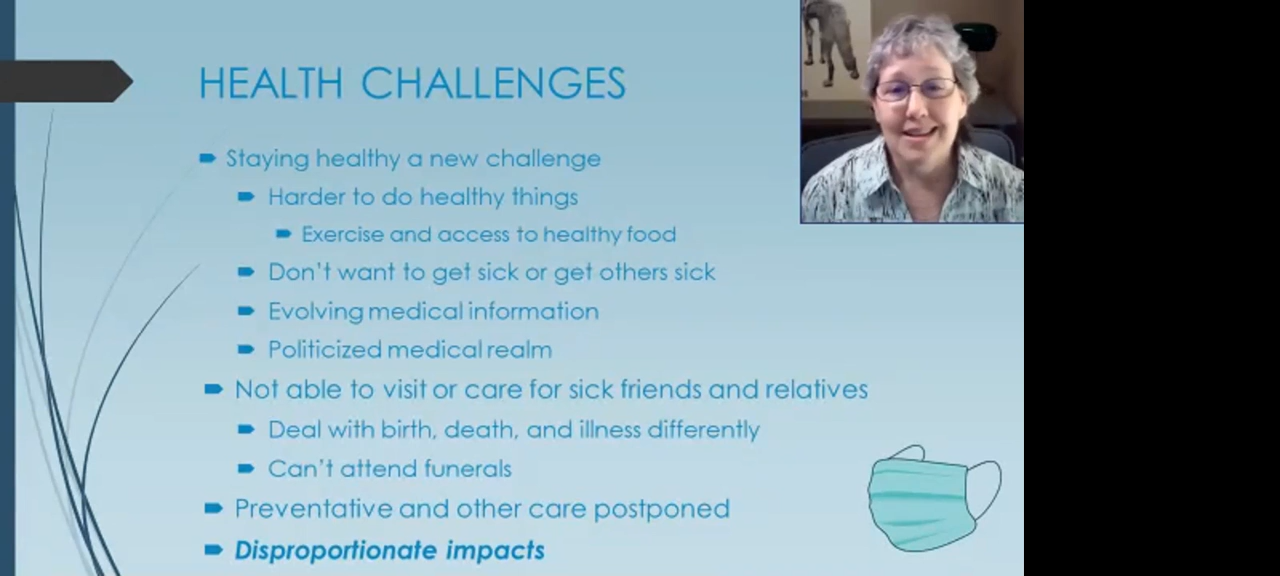 HEALTH CHALLENGES
Staying healthy a new challenge
Harder to do healthy things
Exercise and access to healthy food
Don't want to get sick or get others sick
Evolving medical information
Politicized medical realm
Not able to visit or care for sick friends and relatives
Deal with birth, death, and illness differently
Can't attend funerals
Preventative and other care postponed
Disproportionate impacts